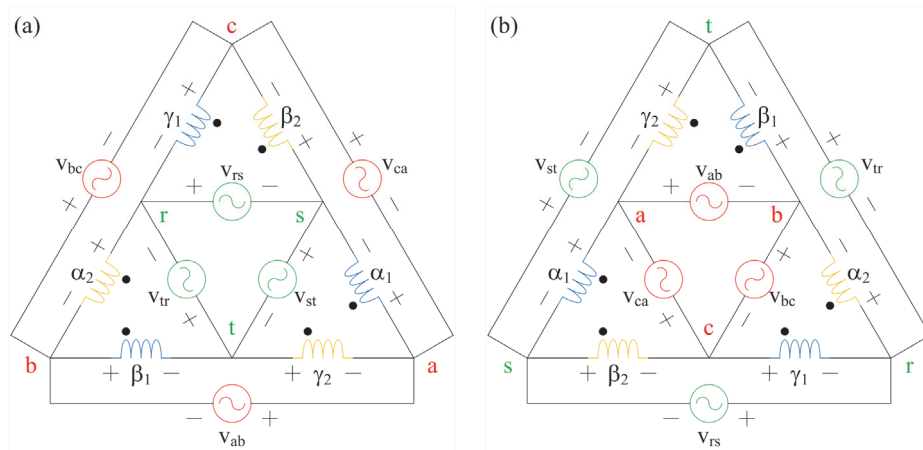 (a)
c
γ1
β2
vbc
vca
vrs
r
s
α2
α1
vtr
vst
t
b
β1
γ2
a
vab
(b)
t
γ2
β1
vst
vtr
vab
a
b
α1
α2
vca
vbc
c
s
β2
γ1
r
vrs